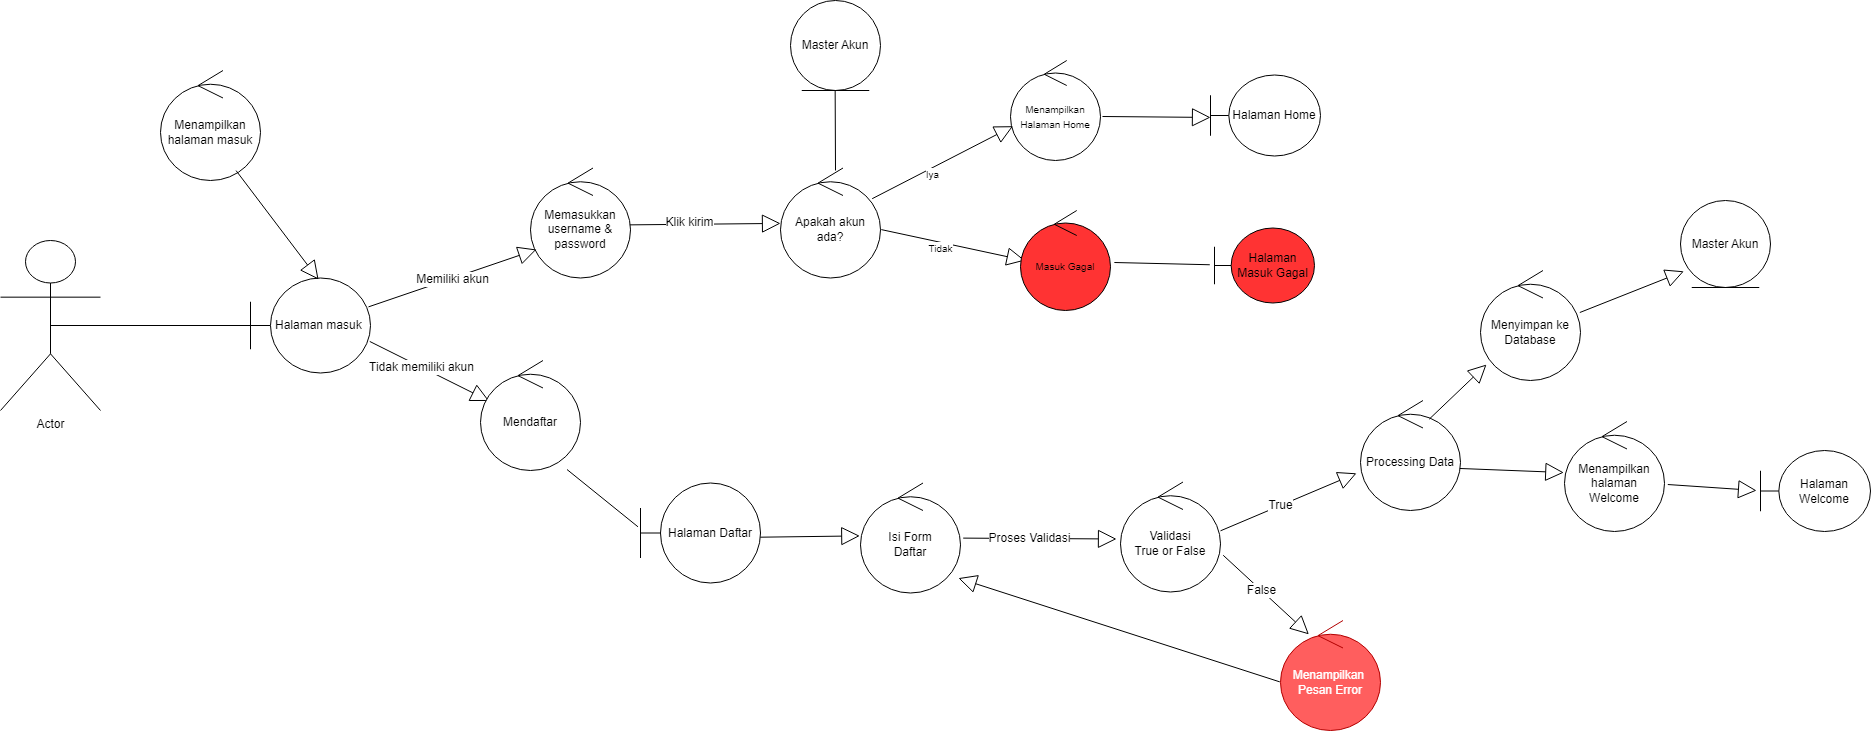 Master Akun
Menampilkan
halaman masuk
Menampilkan
Halaman Home
Halaman Home
Iya
Memasukkan
username &
password
Klik kirim
Apakah akun
ada?
Tidak
Masuk Gagal
Halaman
Masuk Gagal
Master Akun
Memiliki akun
Halaman masuk
Tidak memiliki akun
Actor
Mendaftar
Menyimpan ke
Database
Processing Data
Menampilkan
halaman
Welcome
Halaman
Welcome
Halaman Daftar
Isi Form
Daftar
Proses Validasi
Validasi
True or False
True
False
Menampilkan
Pesan Error